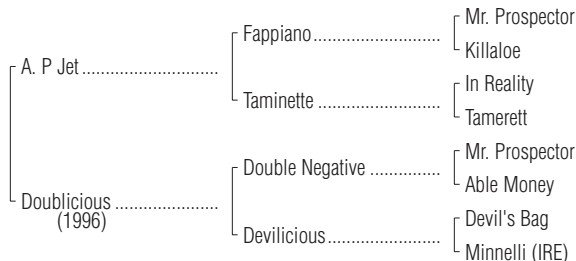 Mr. Prospector
Fappiano
Killaloe
A. P Jet
In Reality
Taminette
Tamerett
Mr. Prospector
Double Negative
Able Money
Doublicious
(1996)
Devil's Bag
Devilicious
Minnelli (IRE)